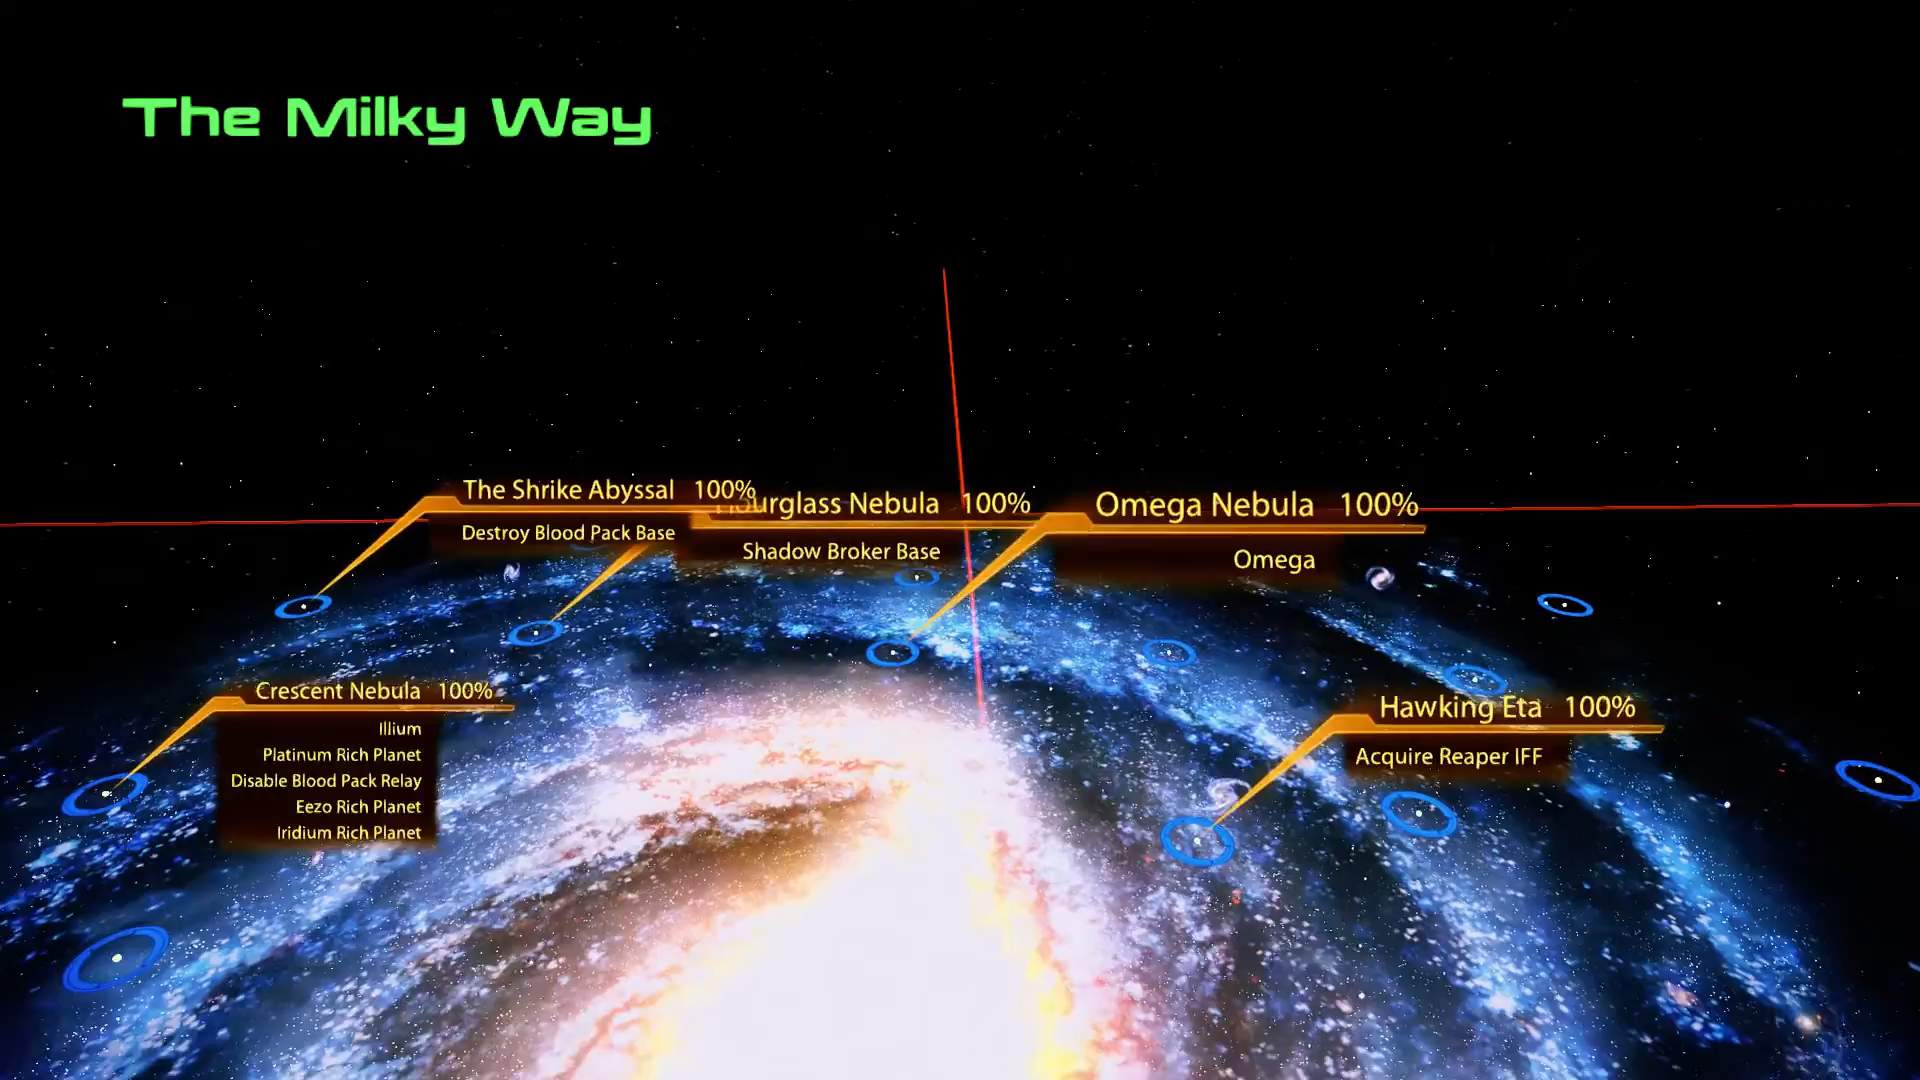 The Milky Way
The Shrike Abyssal 100%
Destroy Blood Pack Base
Nebula 100%
Shadow Broker Base
Omega Nebula 100%
Omega
Crescent Nebula 100%
Illium
Platinum Rich Planet
Disable Blood Pack Relay
Eezo Rich Planet
Iridium Rich Planet
Hawking Eta 100%
Acquire Reaper IFF